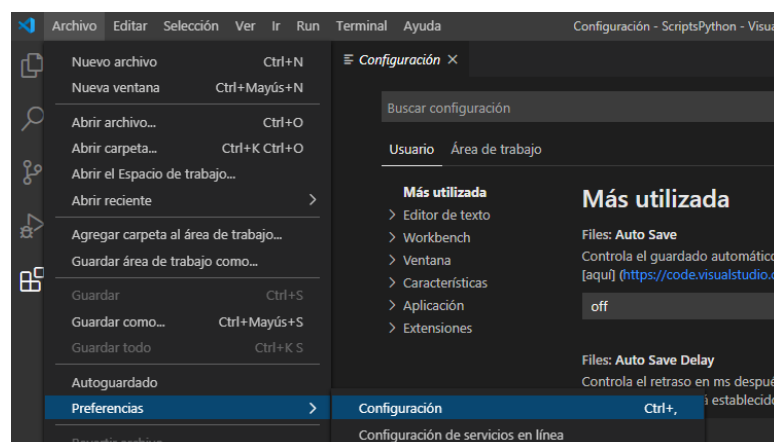 Archivo Editar Selección Ver Ir Run Terminal Ayuda Configuración - ScriptsPython -
Nuevo archivo Ctrl+N
Nueva ventana Ctrl+Mayús+N
Abrir archivo... Ctrl+O
Abrir carpeta... Ctrl+K Ctrl+O
Abrir el Espacio de trabajo...
Abrir reciente
Agregar carpeta al área de trabajo...
Guardar área de trabajo como...
Guardar Ctrl+S
Guardar como... Ctrl+Mayús+S
Guardar todo Ctrl+K S
Autoguardado
Preferencias
Configuración Ctrl+,
Configuración de servicios en línea
Configuración
Buscar configuración
Usuario Área de trabajo
Más utilizada
Editor de texto
Workbench
Ventana
Características
Aplicación
Extensiones
Más utilizada
Files: Auto Save
Controla el guardado automático
[aquí] (https://code.visualstudio.
off
Files: Auto Save Delay
Controla el retraso en ms
establecido